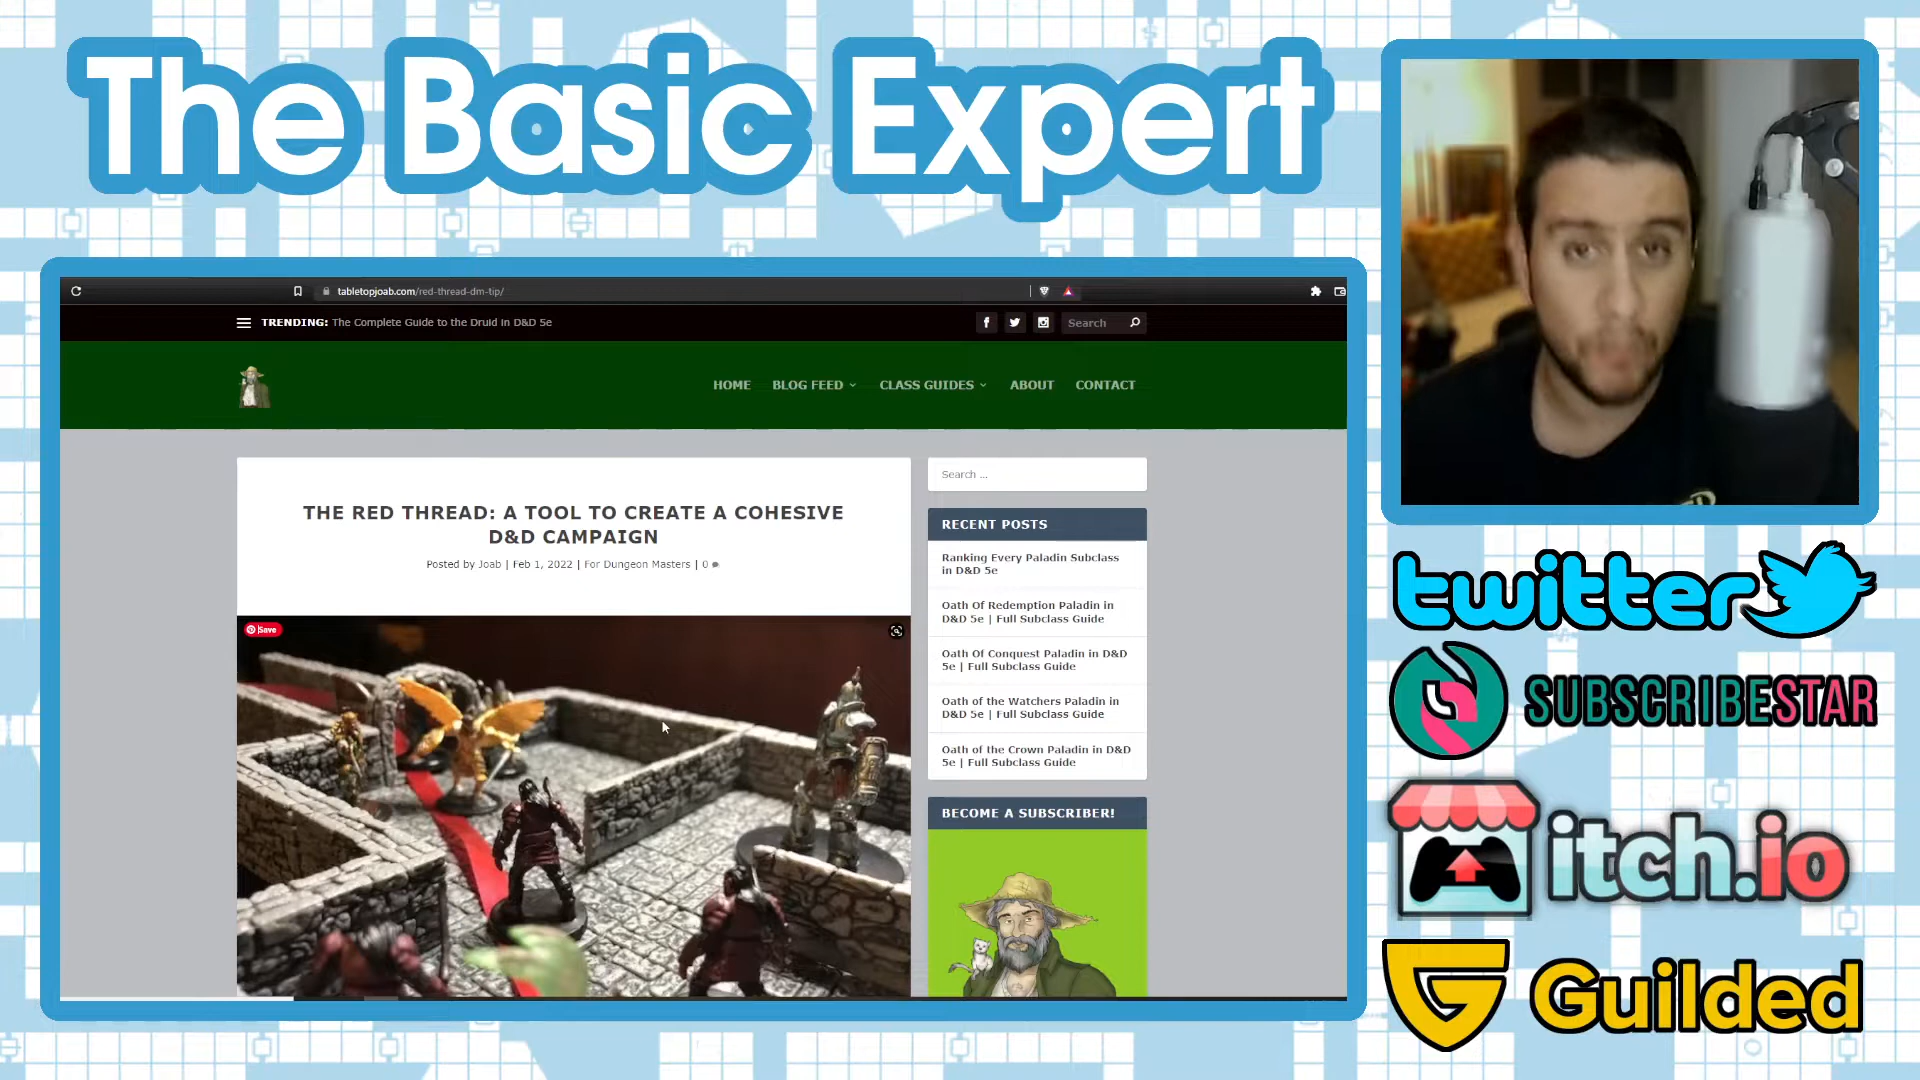 The Basic Expert
tabletopjoab.com/red-thread-dm-tip/
TRENDING: The Complete Guide to the Druid in D&D 5e
Search
HOME BLOG FEED CLASS GUIDES ABOUT CONTACT
THE RED THREAD: A TOOL TO CREATE A COHESIVE
D&D CAMPAIGN
Posted by Joab | Feb 1, 2022 | For Dungeon Masters | 0
Save
Search ...
RECENT POSTS
Ranking Every Paladin Subclass
in D&D 5e
Oath Of Redemption Paladin in
D&D 5e | Full Subclass Guide
Oath Of Conquest Paladin in D&D
5e | Full Subclass Guide
Oath of the Watchers Paladin in
D&D 5e | Full Subclass Guide
Oath of the Crown Paladin in D&D
5e | Full Subclass Guide
BECOME A SUBSCRIBER!
twitter
SUBSCRIBESTAR
itch.io
Guilded